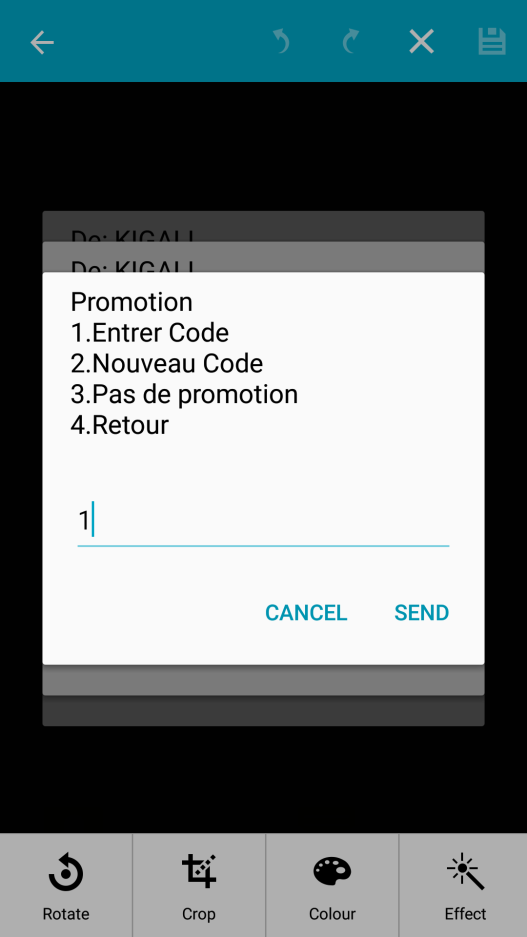 De: KIGALI
De: KIGALI
Promotion
1.Entrer Code
2.Nouveau Code
3.Pas de promotion
4.Retour
1
CANCEL SEND
Rotate Crop Colour Effect